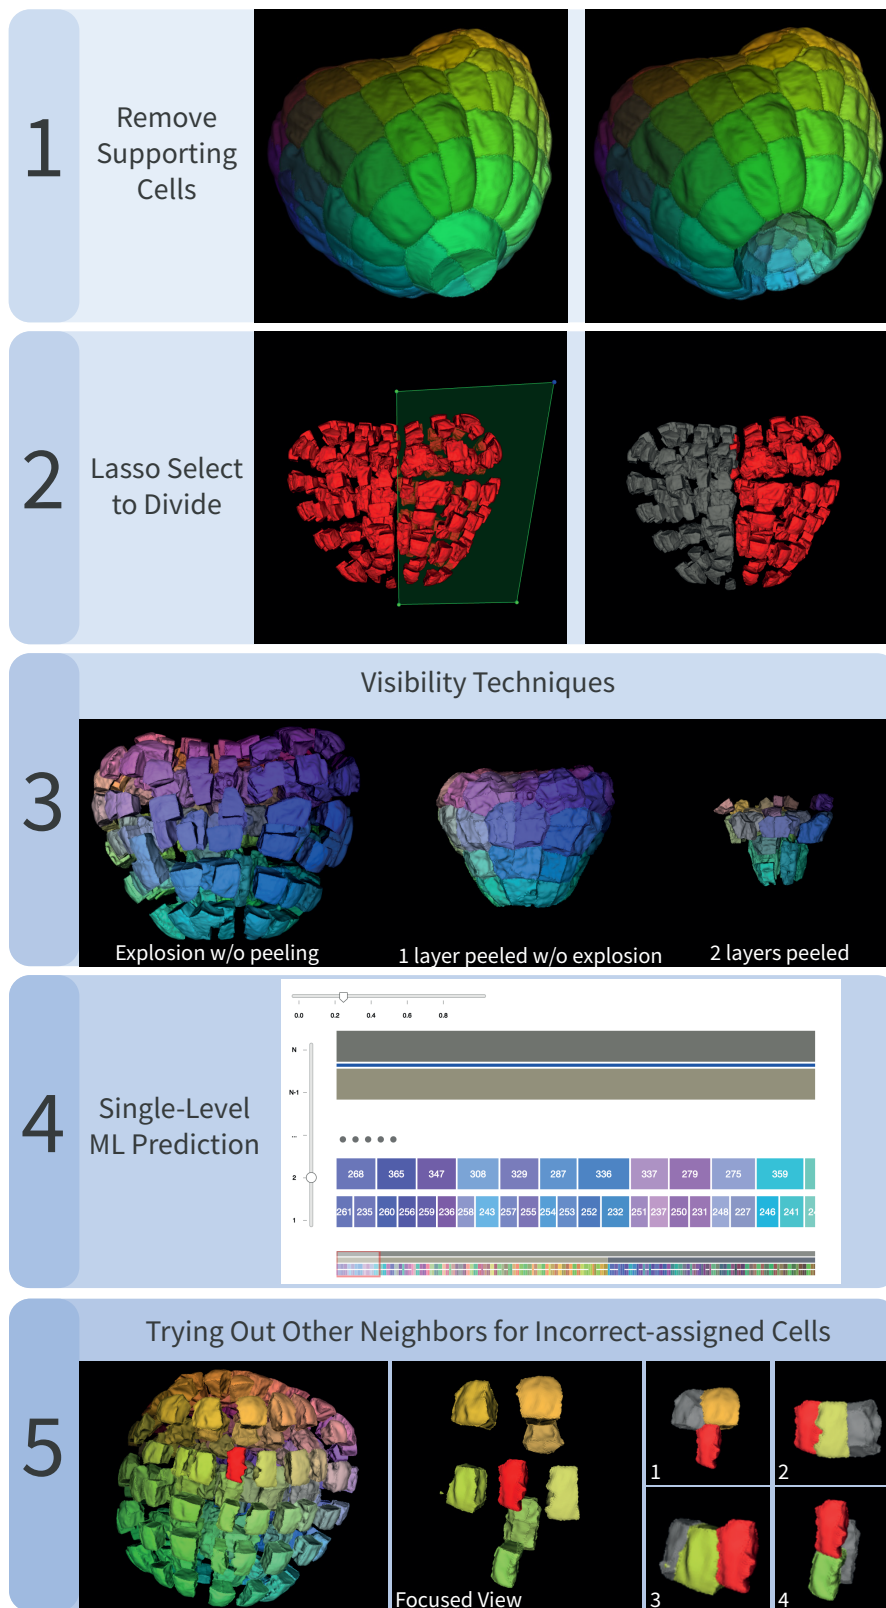 1
Remove
Supporting
Cells
2
Lasso Select
to Divide
3
Visibility Techniques
Explosion w/o peeling
1 layer peeled w/o explosion
2 layers peeled
4
Single-Level
ML Prediction
0.0 0.2 0.4 0.6 0.8
N
N-1
...
2
268 365 347 308 329 287 336 337 279 275 359
1
261 235 260 256 259 236 258 243 257 255 254 253 252 232 251 237 250 231 248 227 246 241 24
5
Trying Out Other Neighbors for Incorrect-assigned Cells
Focused View
1
2
3
4